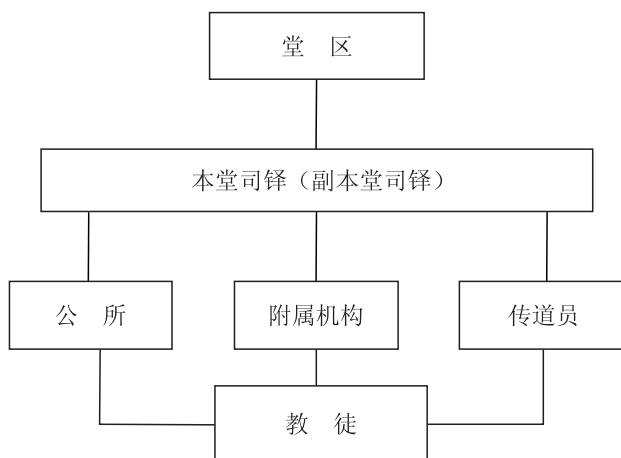 堂　区
本堂司铎（副本堂司铎）
公　所
附属机构
传道员
教　徒